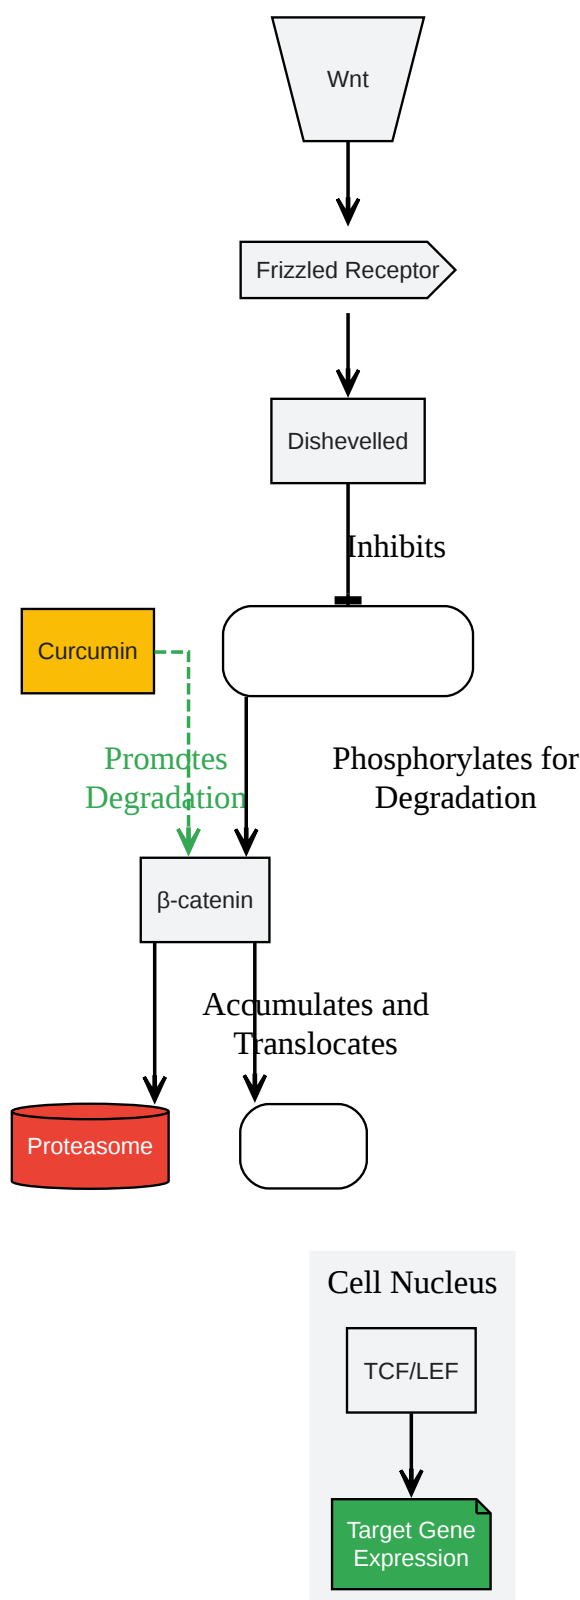 Wnt
Frizzled Receptor
Dishevelled
Inhibits
Curcumin
Promotes
Degradation
Phosphorylates for
Degradation
β-catenin
Accumulates and
Translocates
Proteasome
Cell Nucleus
TCF/LEF
Target Gene
Expression